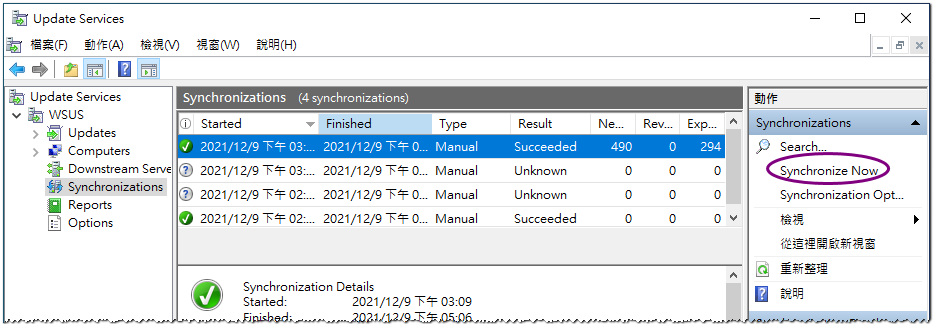 Update Services
檔案(F) 動作(A) 檢視(V) 視窗(W) 說明(H)
Update Services
WSUS
Updates
Computers
Downstream Serve
Synchronizations
Reports
Options
Synchronizations (4 synchronizations)
Started Finished Type Result Ne... Rev... Exp...
2021/12/9 下午 03:... 2021/12/9 下午 0... Manual Succeeded 490 0 294
2021/12/9 下午 03:... 2021/12/9 下午 0... Manual Unknown 0 0 0
2021/12/9 下午 02:... 2021/12/9 下午 0... Manual Unknown 0 0 0
2021/12/9 下午 02:... 2021/12/9 下午 0... Manual Succeeded 0 0 0
Synchronization Details
Started: 2021/12/9 下午 03:09
Finished: 2021/12/9 下午 05:06
動作
Synchronizations
Search...
Synchronize Now
Synchronization Opt...
檢視
從這裡開啟新視窗
重新整理
說明